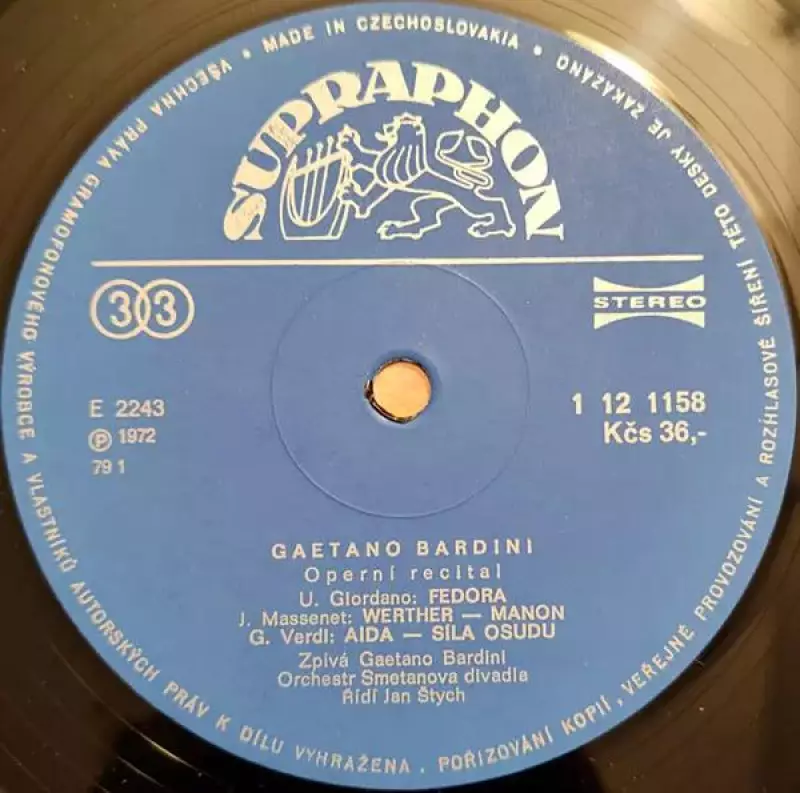 VŠECHNA PRÁVA GRAMOFONOVÉHO VÝROBCE A VLASTNÍKŮ AUTORSKÝCH PRÁV K DÍLU VYHRAŽENA . POŘIZOVÁNÍ KOPIÍ, VEŘEJNÉ PROVOZOVÁNÍ A ROZHLASOVÉ ŠÍŘENÍ TÉTO DESKY JE ZAKÁZÁNO • MADE IN CZECHOSLOVAKIA •
SUPRAPHON
33
STEREO
E 2243
1 12 1158
Ⓟ 1972
Kčs 36,-
79 1
GAETANO BARDINI
Operní recital
U. Giordano: FEDORA
J. Massenet: WERTHER — MANON
G. Verdi: AIDA — SÍLA OSUDU
Zpívá Gaetano Bardini
Orchestr Smetanova divadla
Řídí Jan Štych